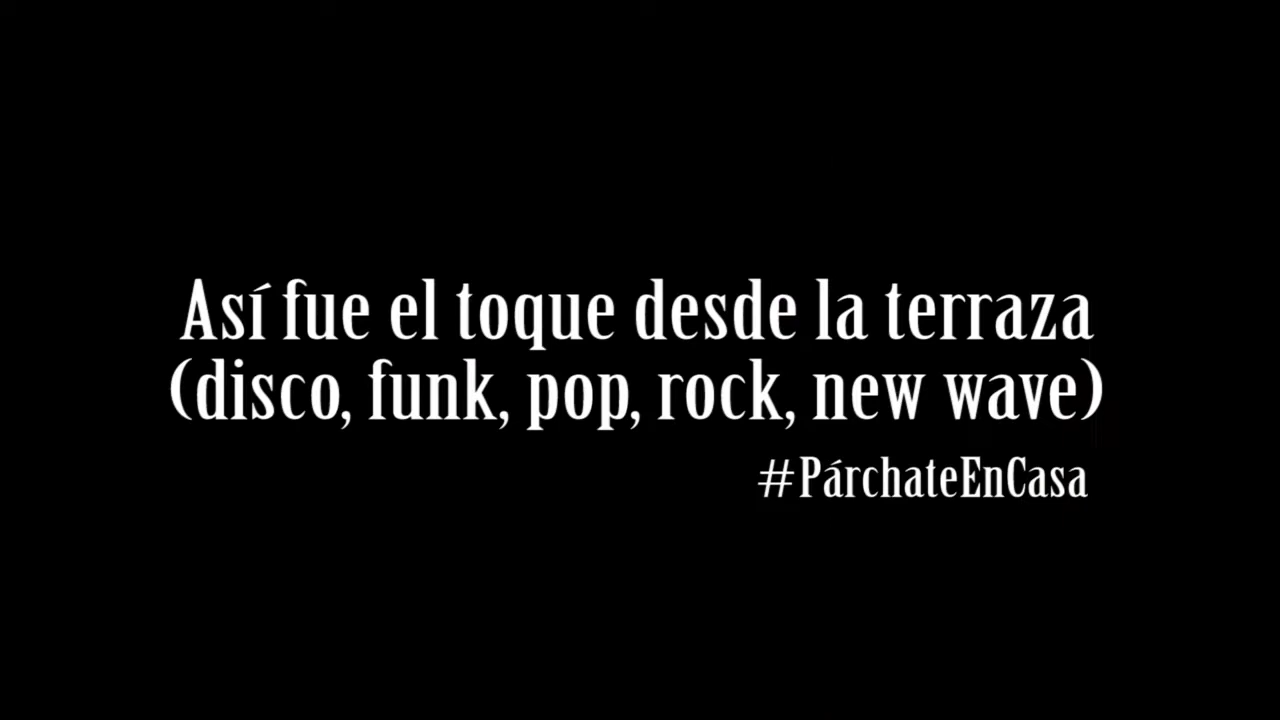 Así fue el toque desde la terraza
(disco, funk, pop, rock, new wave)
#PárchateEnCasa